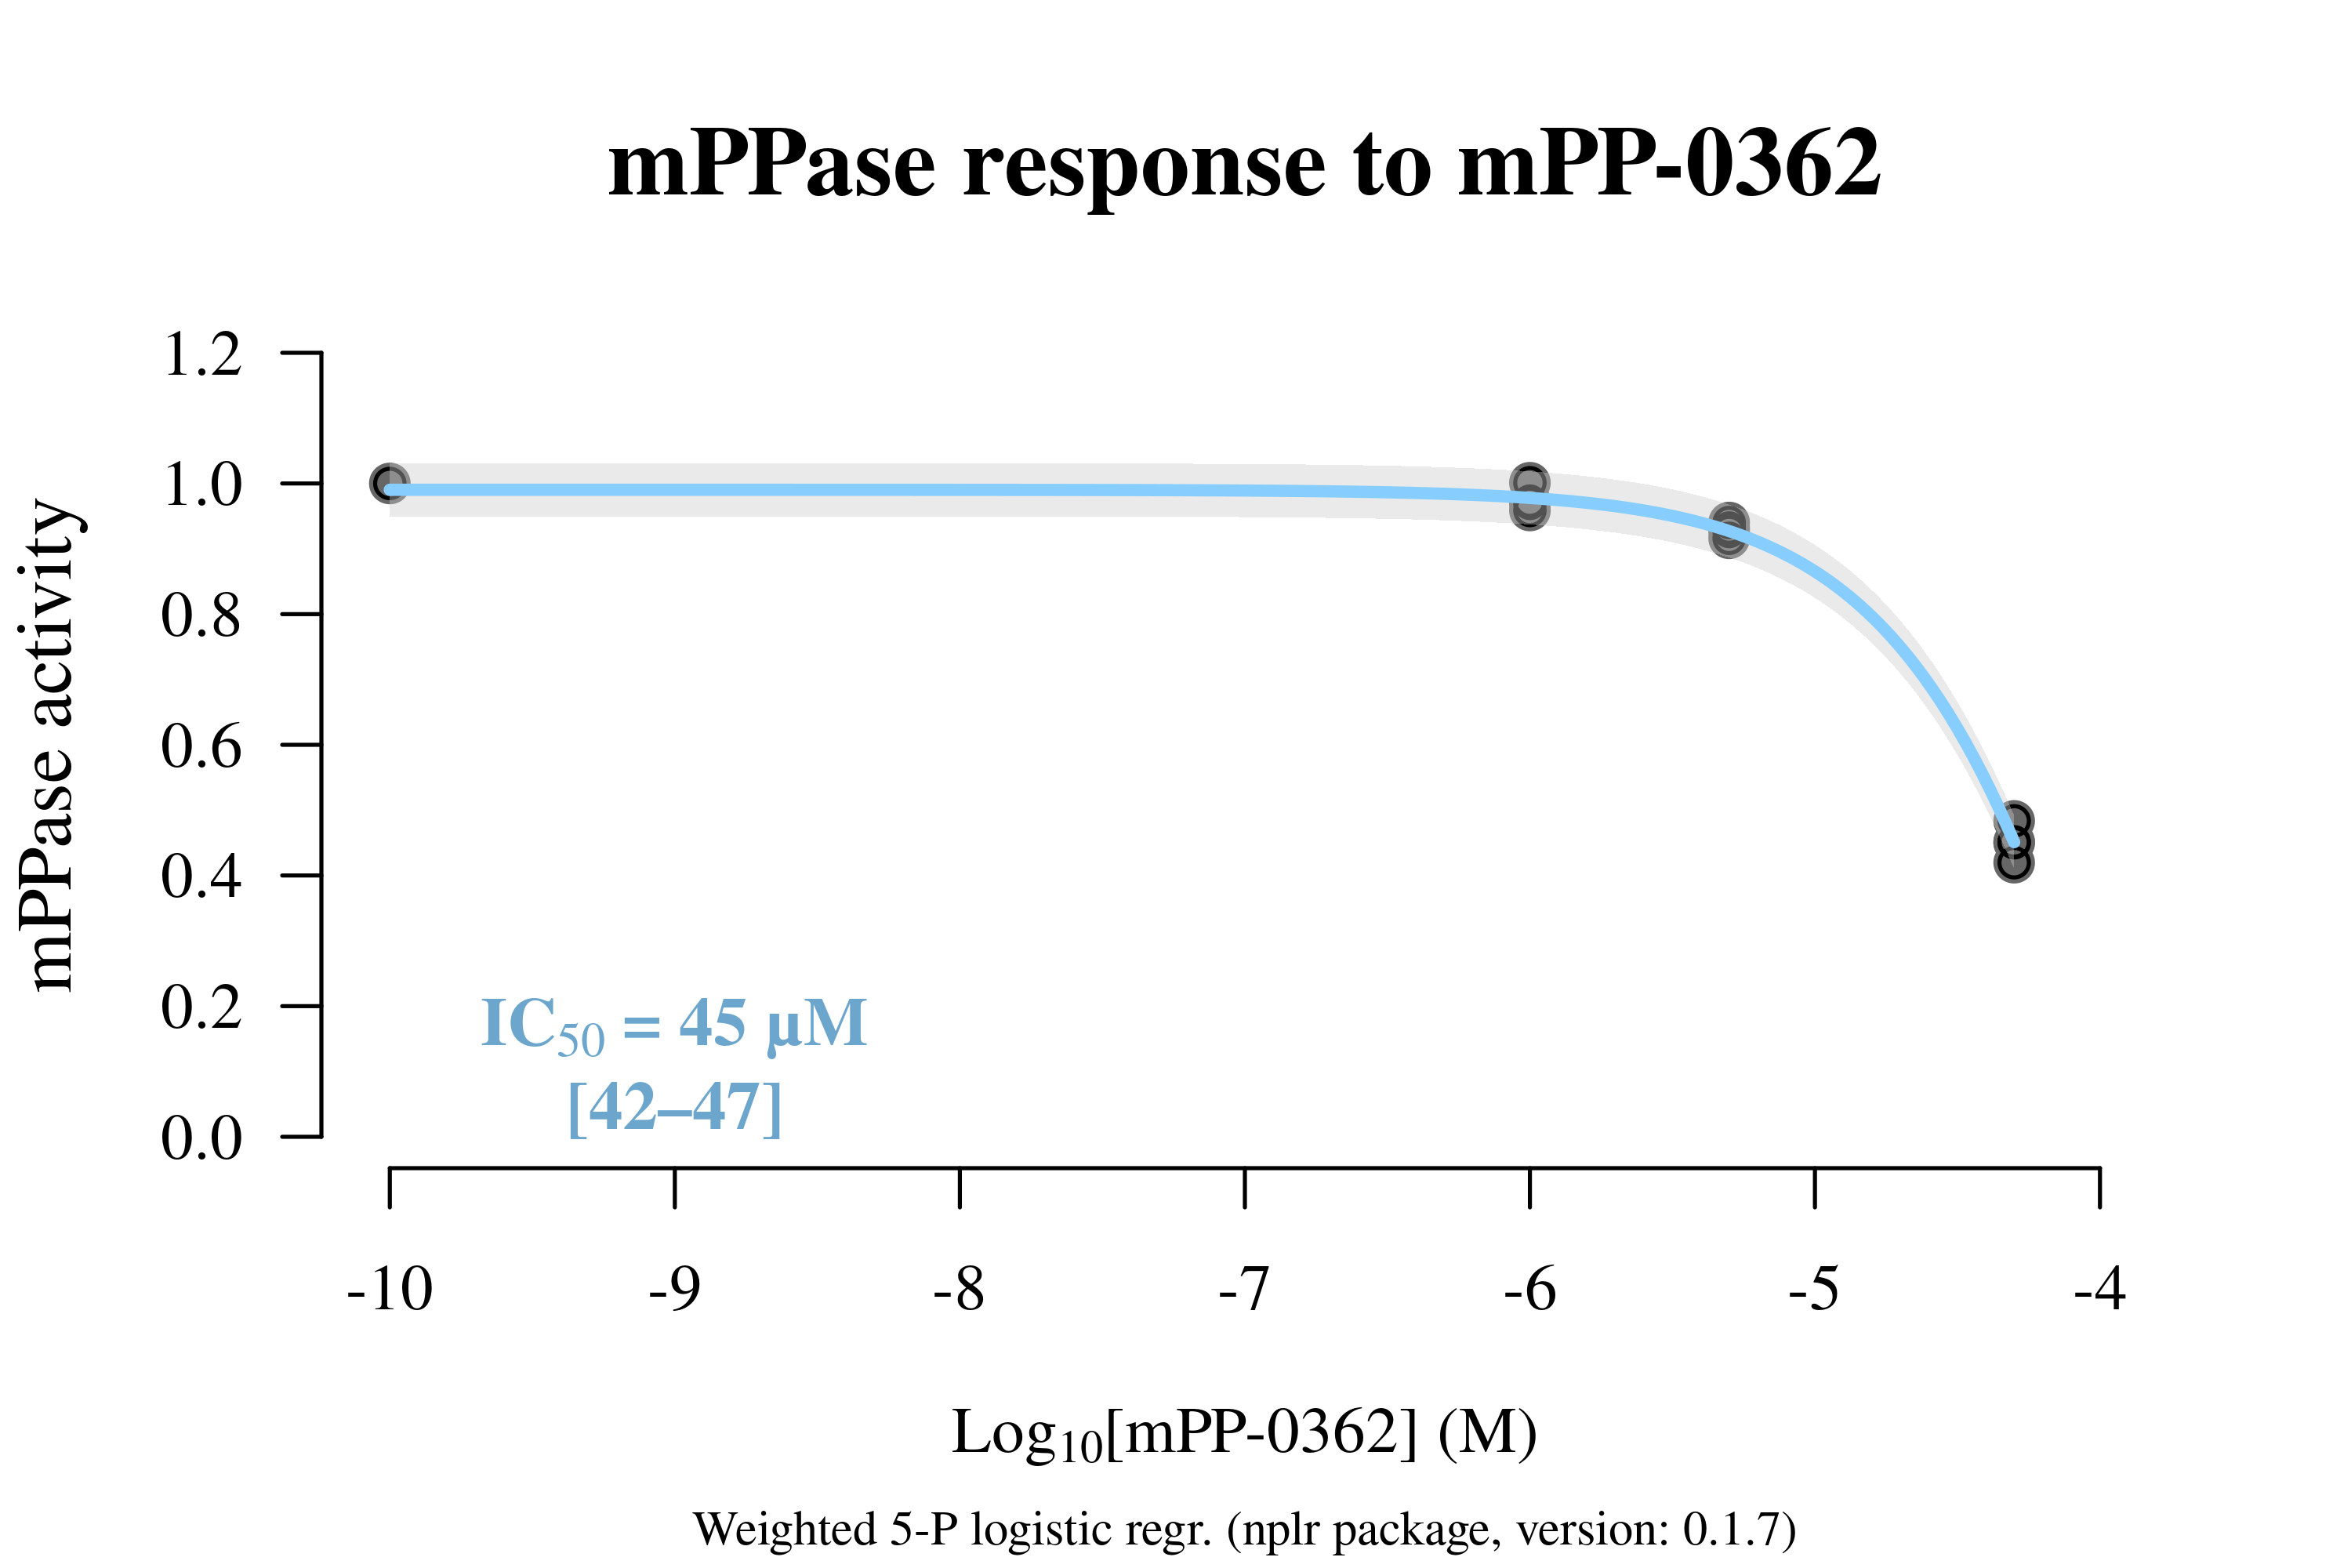 mPPase response to mPP-0362
mPPase activity
1.2
1.0
0.8
0.6
0.4
0.2
0.0
IC50 = 45 µM
[42–47]
-10 -9 -8 -7 -6 -5 -4
Log10[mPP-0362] (M)
Weighted 5-P logistic regr. (nplr package, version: 0.1.7)